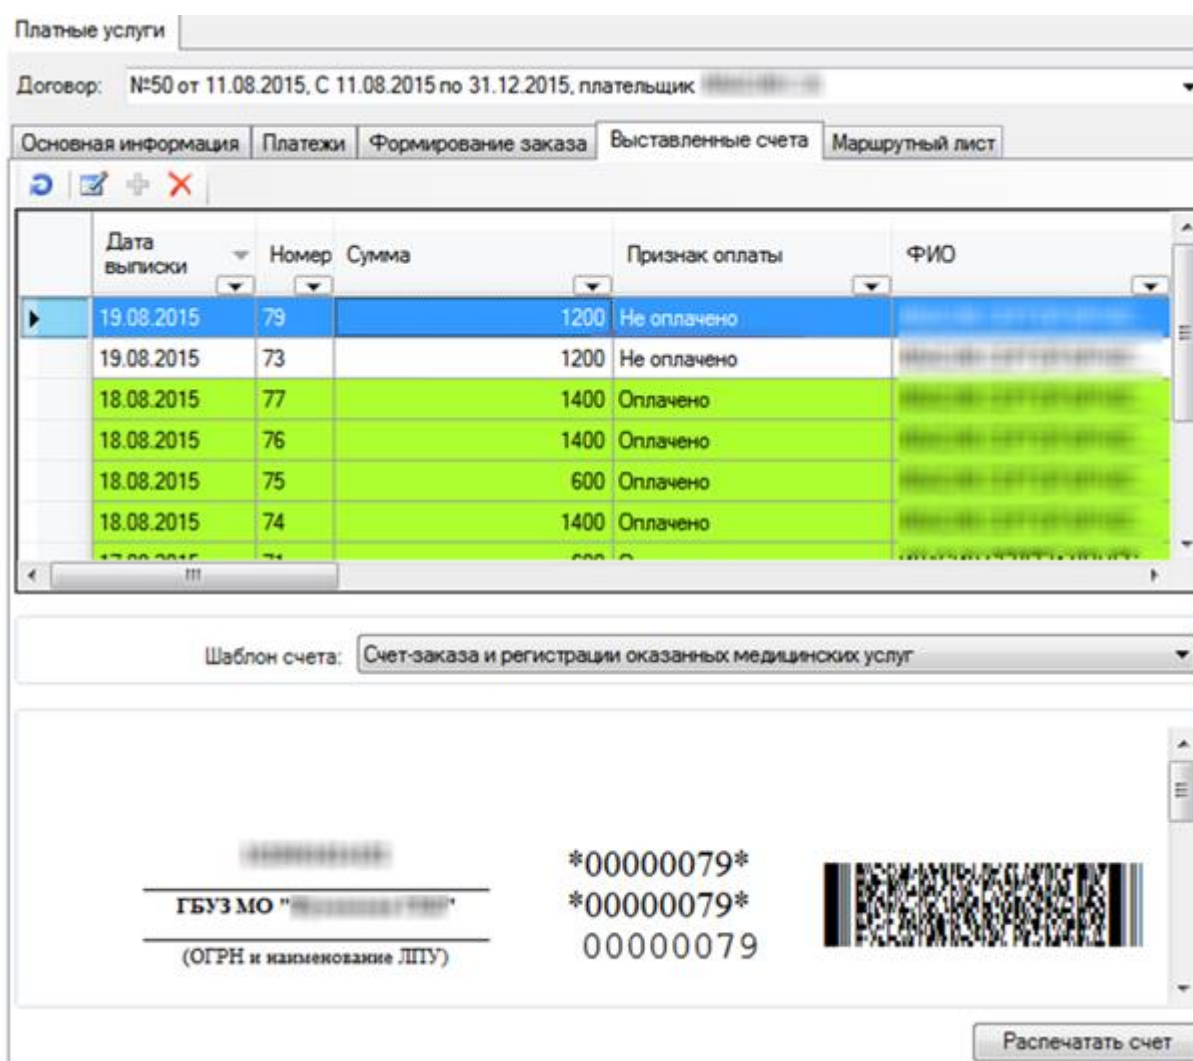 Платные услуги
Договор: №50 от 11.08.2015, С 11.08.2015 по 31.12.2015, плательщик
Основная информация Платежи Формирование заказа Выставленные счета Маршрутный лист
Дата выписки Номер Сумма Признак оплаты ФИО
19.08.2015 79 1200 Не оплачено
19.08.2015 73 1200 Не оплачено
18.08.2015 77 1400 Оплачено
18.08.2015 76 1400 Оплачено
18.08.2015 75 600 Оплачено
18.08.2015 74 1400 Оплачено
Шаблон счета: Счет-заказа и регистрации оказанных медицинских услуг
*00000079*
ГБУЗ МО " " *00000079*
(ОГРН и наименование ЛПУ) 00000079
Распечатать счет